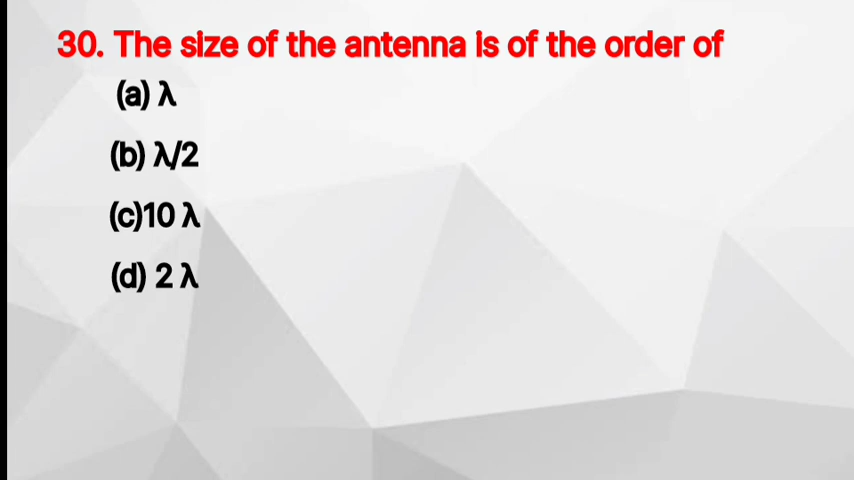 30. The size of the antenna is of the order of
(a) λ
(b) λ/2
(c)10 λ
(d) 2 λ